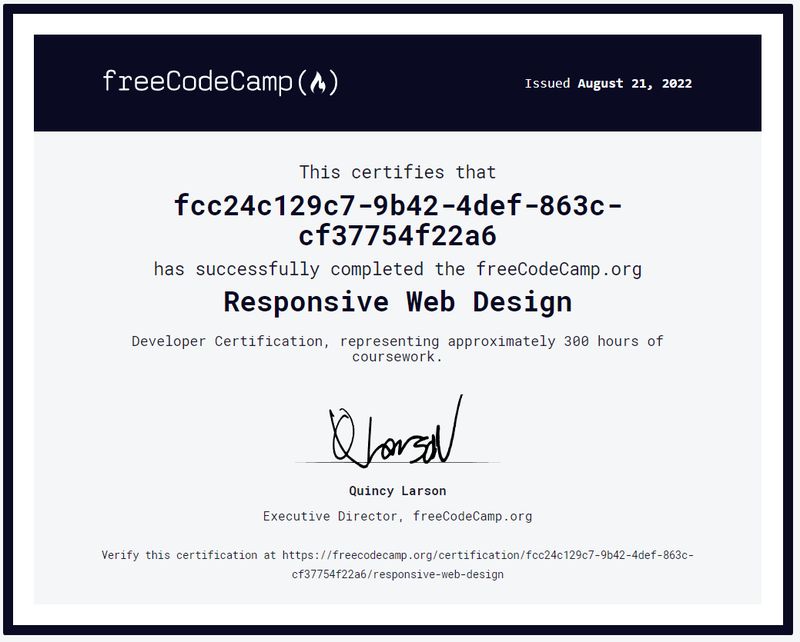 freeCodeCamp(🔥)
Issued August 21, 2022
This certifies that
fcc24c129c7-9b42-4def-863c-
cf37754f22a6
has successfully completed the freeCodeCamp.org
Responsive Web Design
Developer Certification, representing approximately 300 hours of
coursework.
Q Larson
Quincy Larson
Executive Director, freeCodeCamp.org
Verify this certification at https://freecodecamp.org/certification/fcc24c129c7-9b42-4def-863c-
cf37754f22a6/responsive-web-design